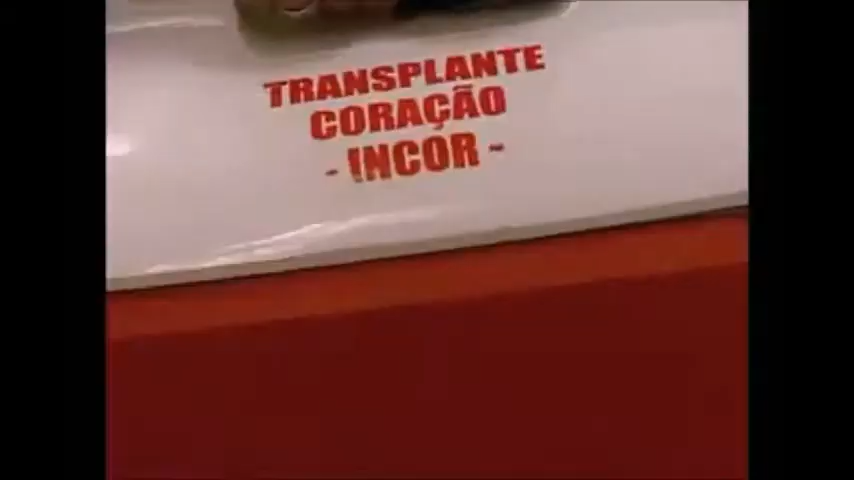 TRANSPLANTE
CORAÇÃO
- INCOR -